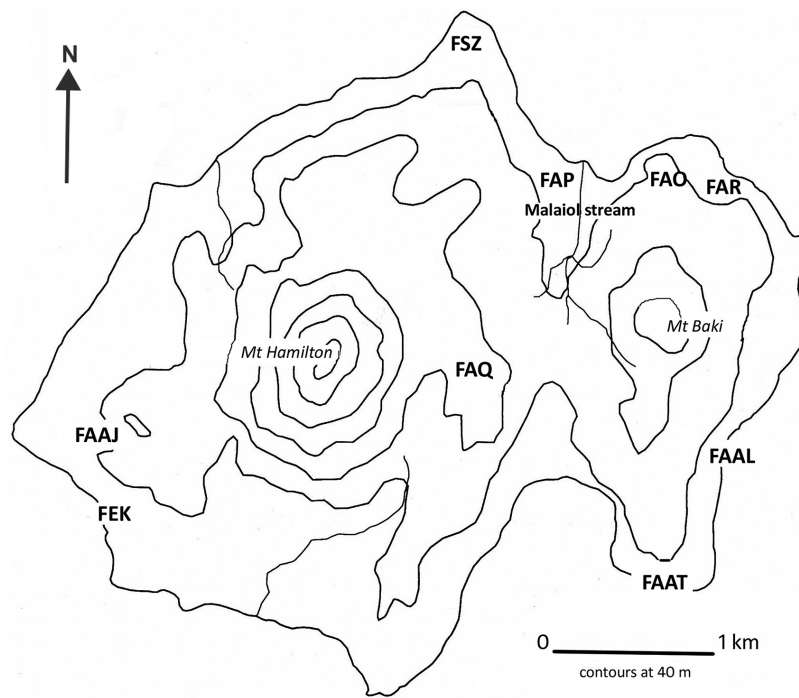 N
FSZ
FAP
FAO
FAR
Malaiol stream
Mt Baki
Mt Hamilton
FAQ
FAAJ
FAAL
FEK
FAAT
0 1 km
contours at 40 m